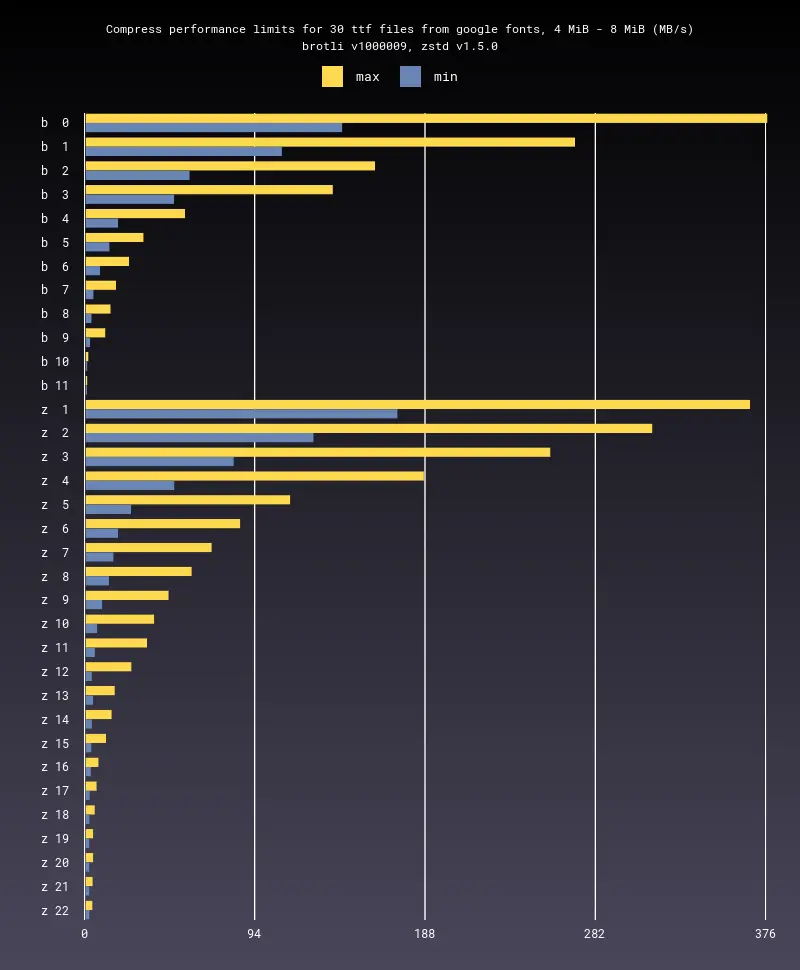 Compress performance limits for 30 ttf files from google fonts, 4 MiB - 8 MiB (MB/s)
brotli v1000009, zstd v1.5.0
max min
b 0
b 1
b 2
b 3
b 4
b 5
b 6
b 7
b 8
b 9
b 10
b 11
z 1
z 2
z 3
z 4
z 5
z 6
z 7
z 8
z 9
z 10
z 11
z 12
z 13
z 14
z 15
z 16
z 17
z 18
z 19
z 20
z 21
z 22
0 94 188 282 376